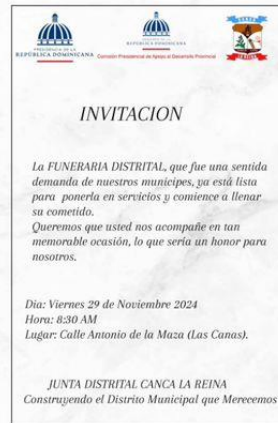 PRESIDENCIA DE LA
REPÚBLICA DOMINICANA
REPÚBLICA DOMINICANA
Comisión Presidencial de Apoyo al Desarrollo Provincial
INVITACION
La FUNERARIA DISTRITAL, que fue una sentida
demanda de nuestros municipes, ya está lista
para ponerla en servicios y comience a llenar
su cometido.
Queremos que usted nos acompañe en tan
memorable ocasión, lo que sería un honor para
nosotros.
Dia: Viernes 29 de Noviembre 2024
Hora: 8:30 AM
Lugar: Calle Antonio de la Maza (Las Canas).
JUNTA DISTRITAL CANCA LA REINA
Construyendo el Distrito Municipal que Merecemos